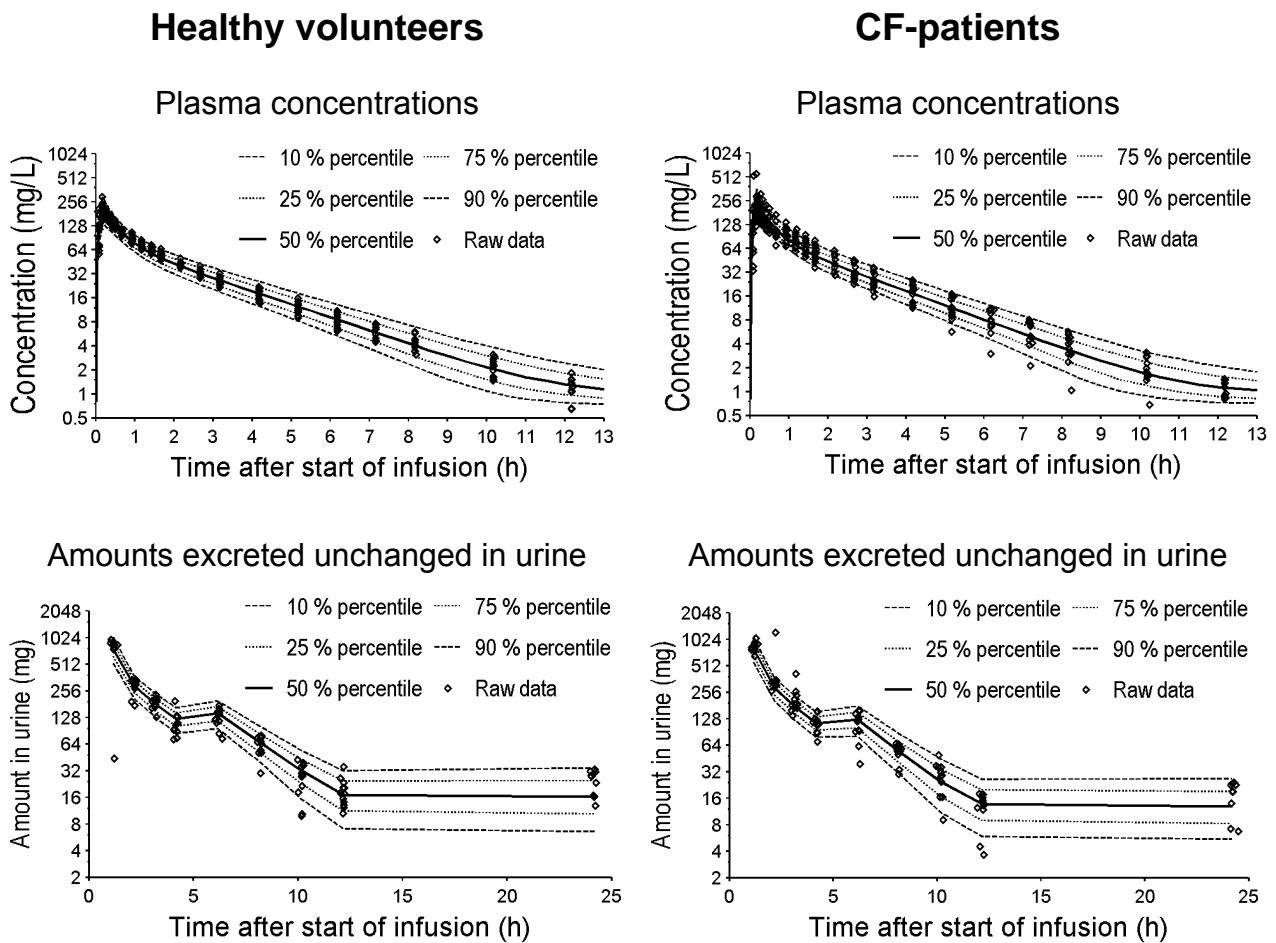 Healthy volunteers
CF-patients
Plasma concentrations
Plasma concentrations
Concentration (mg/L)
1024
512
256
128
64
32
16
8
4
2
1
0.5
10 % percentile 75 % percentile
25 % percentile 90 % percentile
50 % percentile Raw data
0 1 2 3 4 5 6 7 8 9 10 11 12 13
Time after start of infusion (h)
Concentration (mg/L)
1024
512
256
128
64
32
16
8
4
2
1
0.5
10 % percentile 75 % percentile
25 % percentile 90 % percentile
50 % percentile Raw data
0 1 2 3 4 5 6 7 8 9 10 11 12 13
Time after start of infusion (h)
Amounts excreted unchanged in urine
Amounts excreted unchanged in urine
Amount in urine (mg)
2048
1024
512
256
128
64
32
16
8
4
2
10 % percentile 75 % percentile
25 % percentile 90 % percentile
50 % percentile Raw data
0 5 10 15 20 25
Time after start of infusion (h)
Amount in urine (mg)
2048
1024
512
256
128
64
32
16
8
4
2
10 % percentile 75 % percentile
25 % percentile 90 % percentile
50 % percentile Raw data
0 5 10 15 20 25
Time after start of infusion (h)